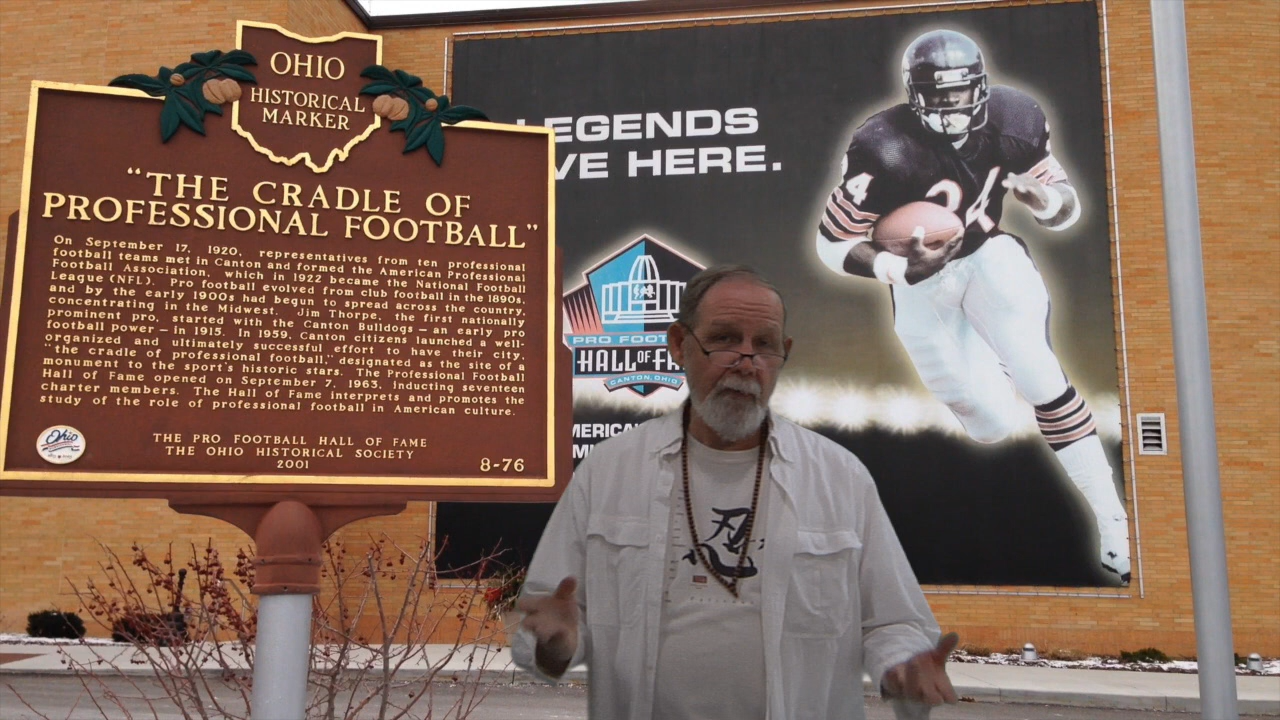 OHIO
HISTORICAL
MARKER
"THE CRADLE OF
PROFESSIONAL FOOTBALL"
On September 17, 1920, representatives from ten professional
football teams met in Canton and formed the American Professional
Football Association, which in 1922 became the National Football
League (NFL). Pro football evolved from club football in the 1890s,
and by the early 1900s had begun to spread across the country,
concentrating in the Midwest. Jim Thorpe, the first nationally
prominent pro, started with the Canton Bulldogs — an early pro
football power — in 1915. In 1959, Canton citizens launched a well-
organized and ultimately successful effort to have their city,
"the cradle of professional football," designated as the site of a
monument to the sport's historic stars. The Professional Football
Hall of Fame opened on September 7, 1963, inducting seventeen
charter members. The Hall of Fame interprets and promotes the
study of the role of professional football in American culture.
Ohio
THE PRO FOOTBALL HALL OF FAME
THE OHIO HISTORICAL SOCIETY
2001
8-76
LEGENDS
VE HERE.
34
34
PRO FOOT
HALL OF FA
CANTON, OHIO
MERICA